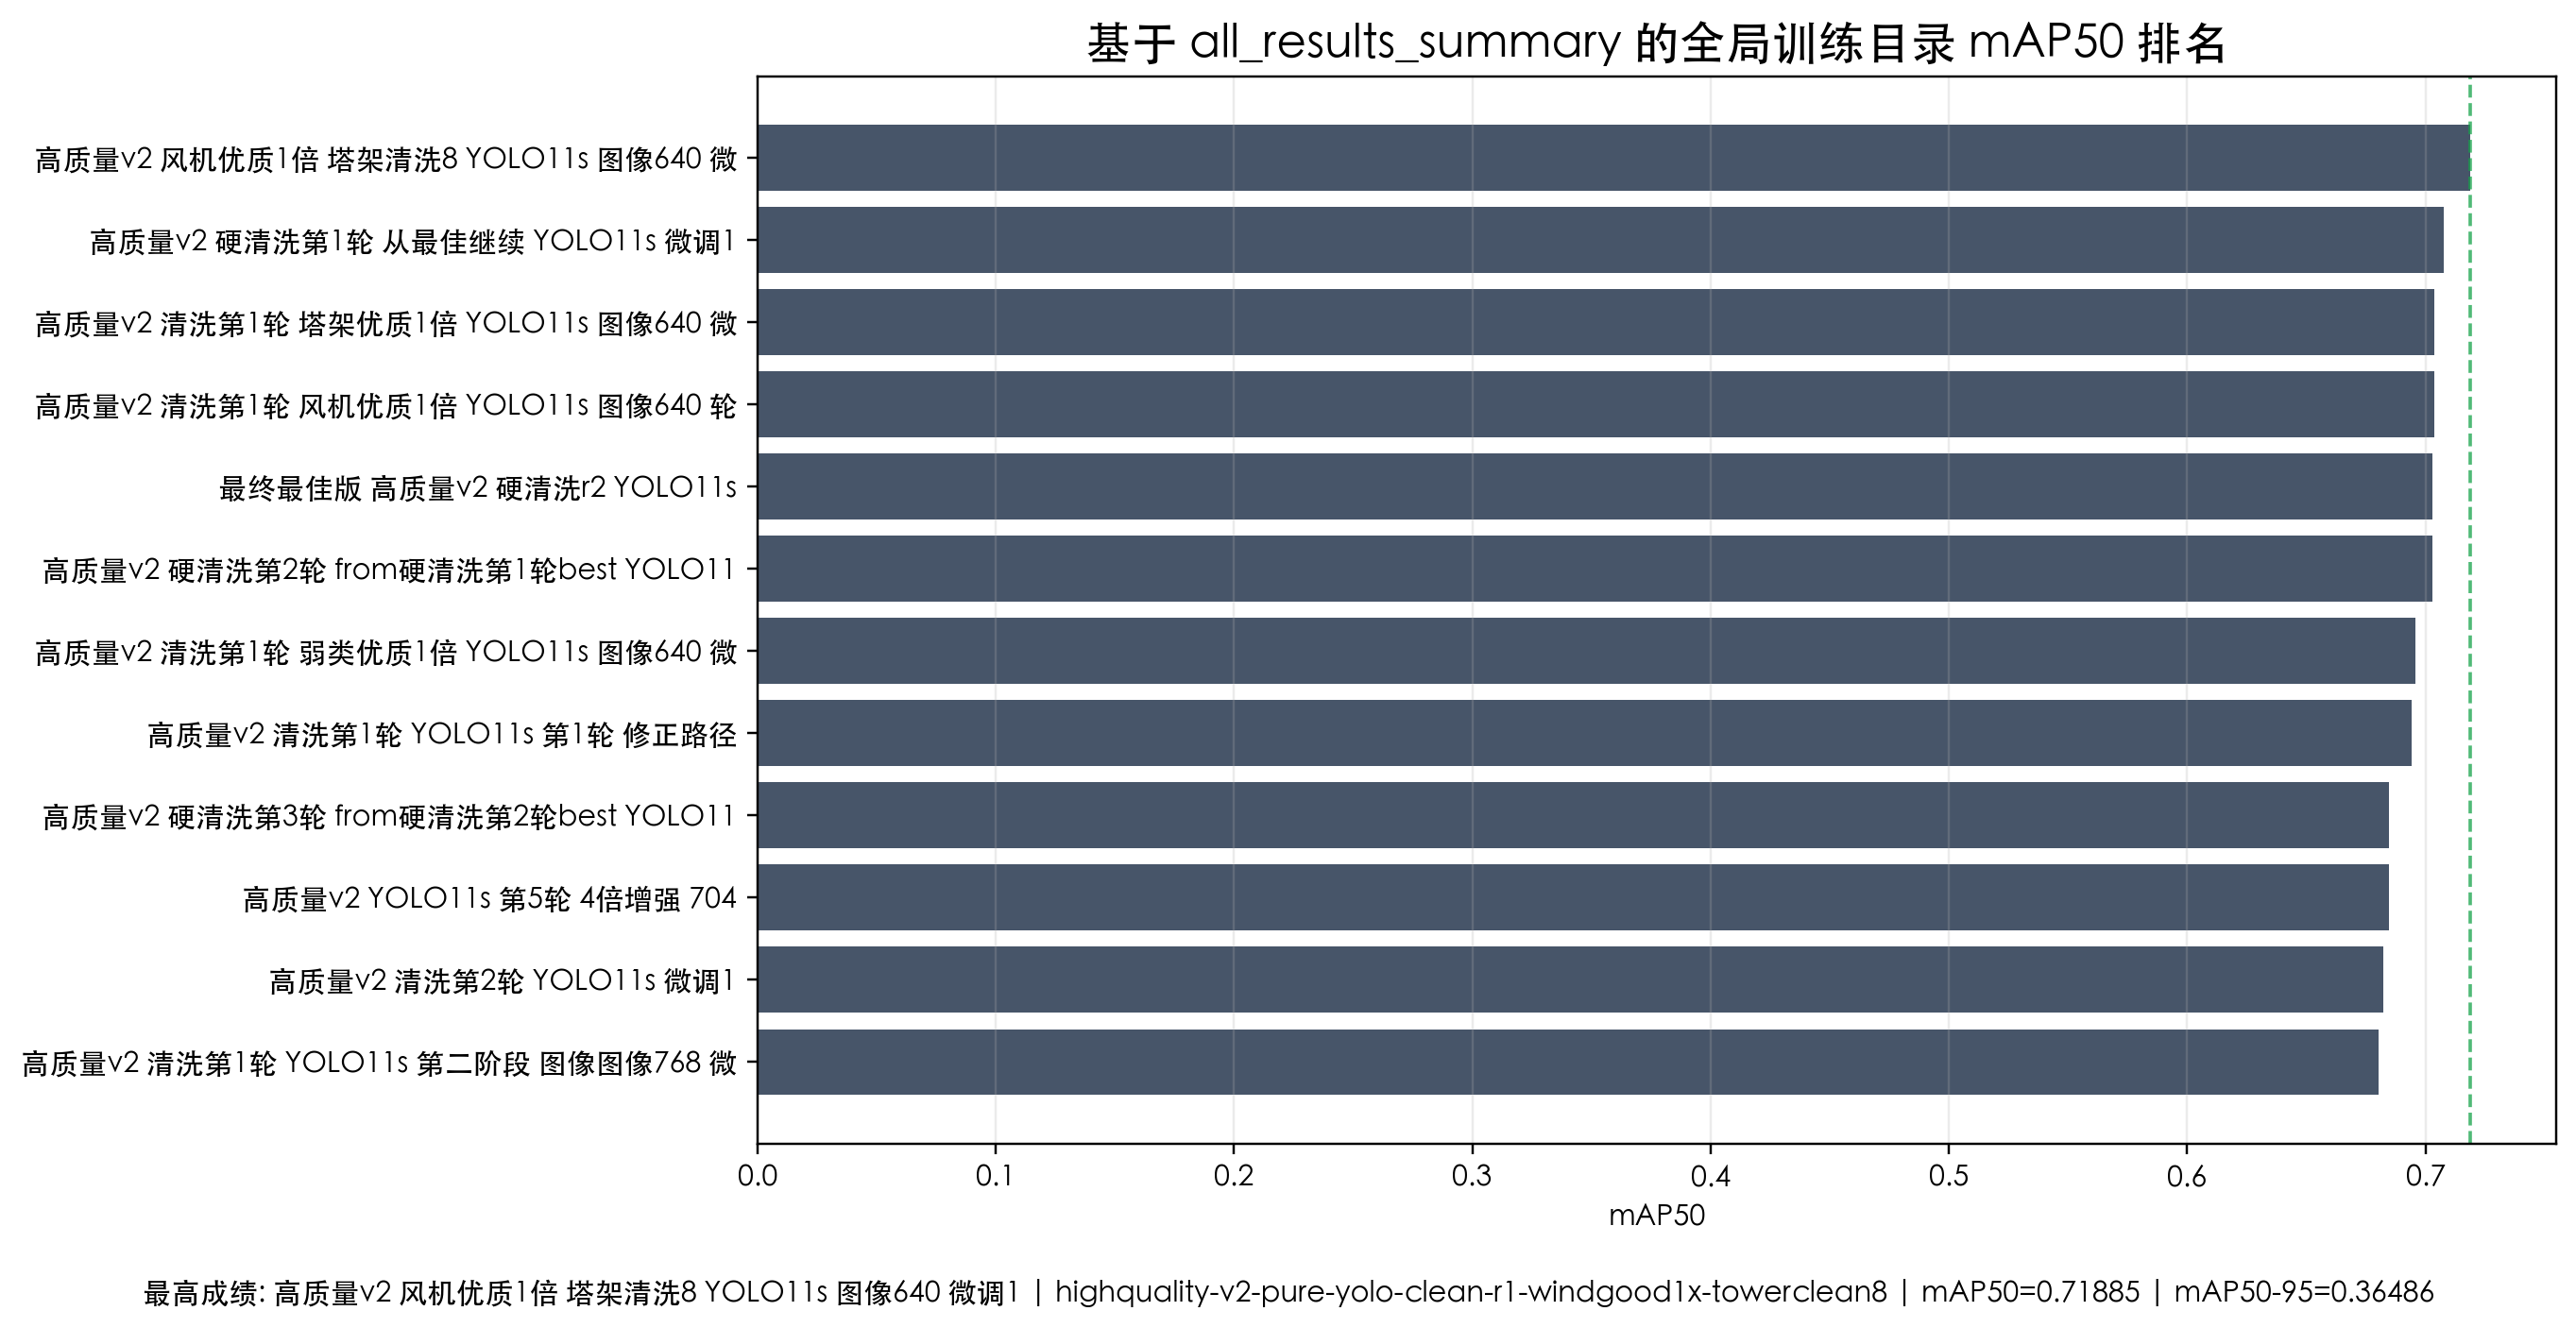 基于 all_results_summary 的全局训练目录 mAP50 排名
高质量v2 风机优质1倍 塔架清洗8 YOLO11s 图像640 微
高质量v2 硬清洗第1轮 从最佳继续 YOLO11s 微调1
高质量v2 清洗第1轮 塔架优质1倍 YOLO11s 图像640 微
高质量v2 清洗第1轮 风机优质1倍 YOLO11s 图像640 轮
最终最佳版 高质量v2 硬清洗r2 YOLO11s
高质量v2 硬清洗第2轮 from硬清洗第1轮best YOLO11
高质量v2 清洗第1轮 弱类优质1倍 YOLO11s 图像640 微
高质量v2 清洗第1轮 YOLO11s 第1轮 修正路径
高质量v2 硬清洗第3轮 from硬清洗第2轮best YOLO11
高质量v2 YOLO11s 第5轮 4倍增强 704
高质量v2 清洗第2轮 YOLO11s 微调1
高质量v2 清洗第1轮 YOLO11s 第二阶段 图像图像768 微
0.0 0.1 0.2 0.3 0.4 0.5 0.6 0.7
mAP50
最高成绩: 高质量v2 风机优质1倍 塔架清洗8 YOLO11s 图像640 微调1 | highquality-v2-pure-yolo-clean-r1-windgood1x-towerclean8 | mAP50=0.71885 | mAP50-95=0.36486